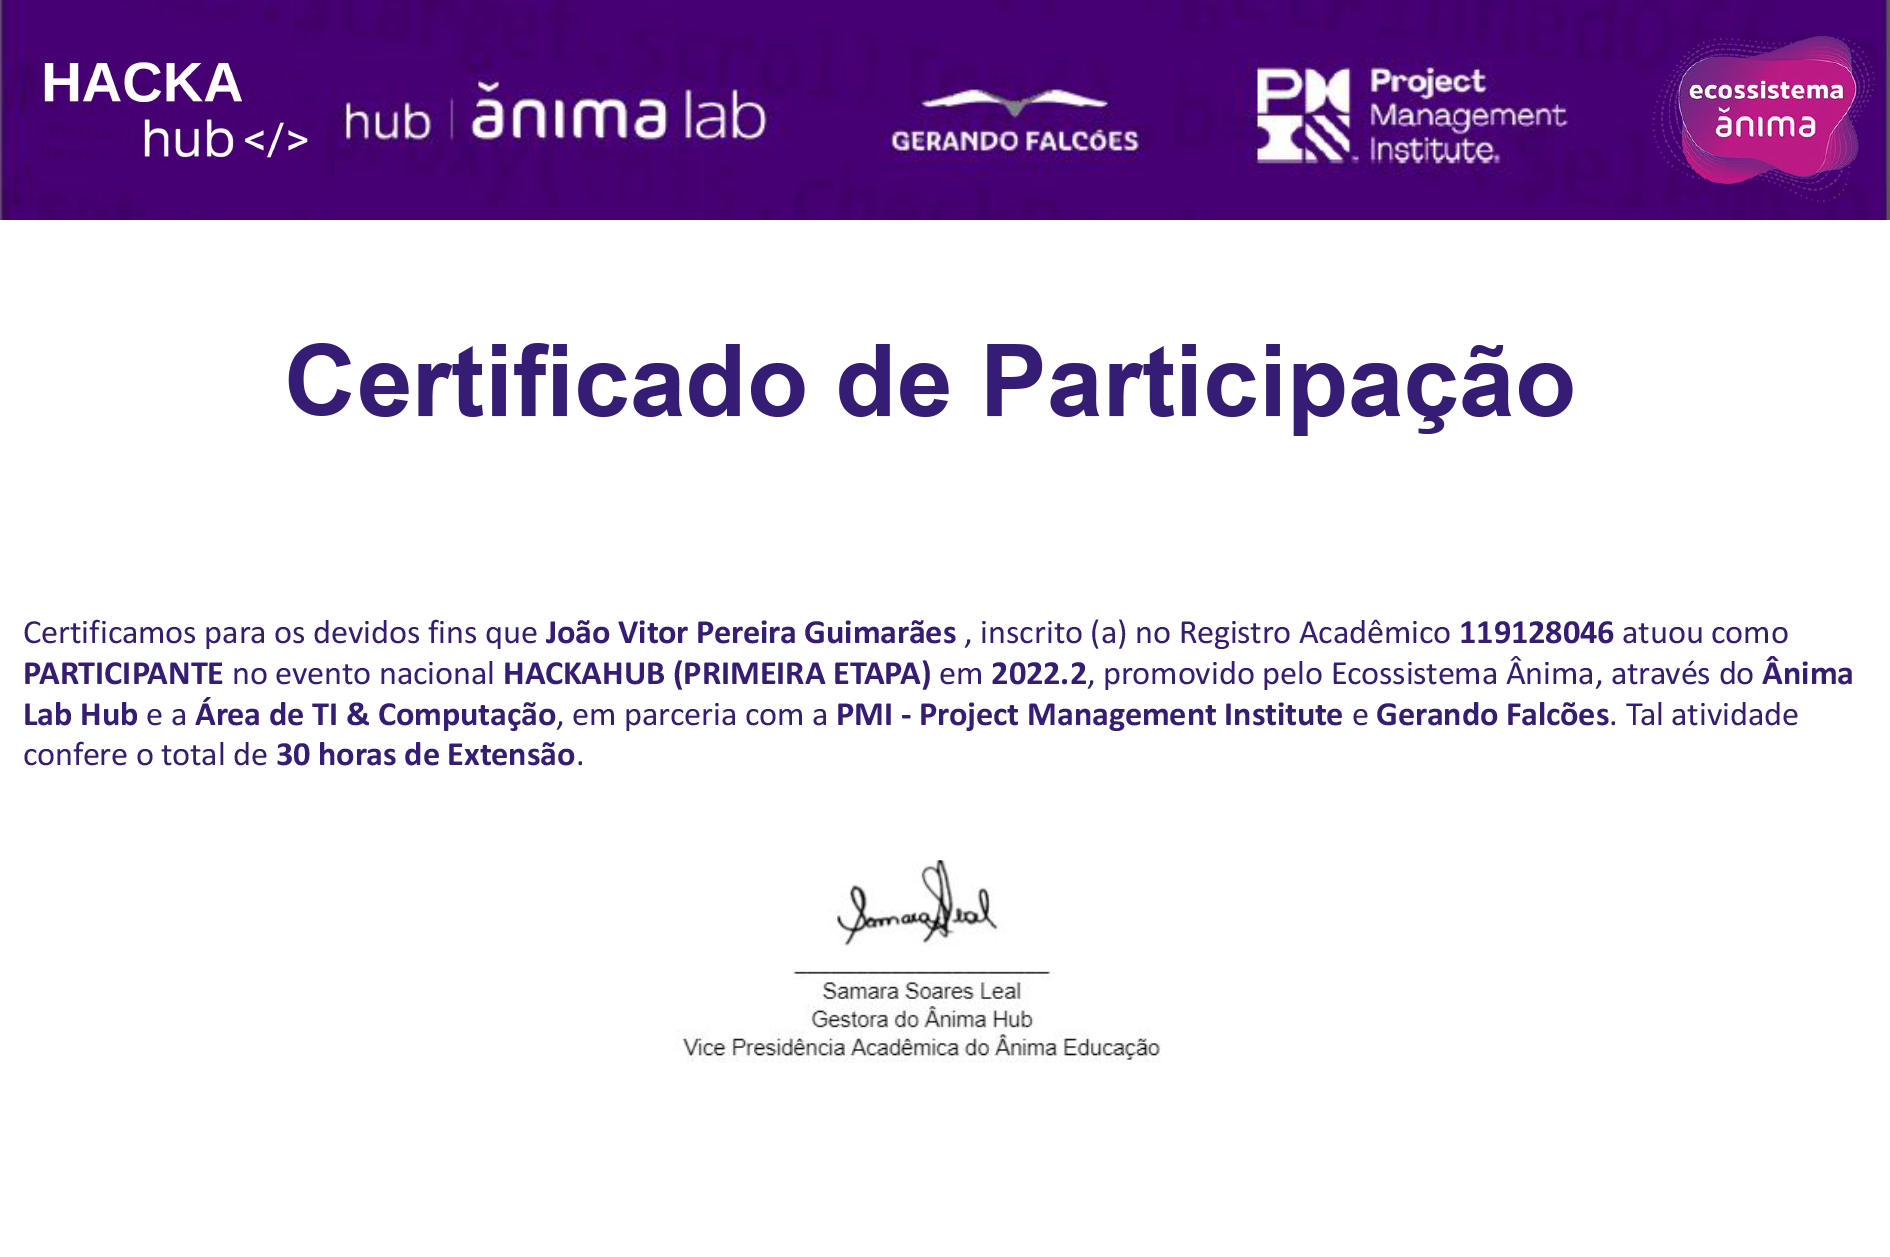 HACKA
hub </>
hub | ănıma lab
GERANDO FALCÕES
PMI. Project
Management
Institute.
ecossistema
ănıma
Certificado de Participação
Certificamos para os devidos fins que João Vitor Pereira Guimarães , inscrito (a) no Registro Acadêmico 119128046 atuou como
PARTICIPANTE no evento nacional HACKAHUB (PRIMEIRA ETAPA) em 2022.2, promovido pelo Ecossistema Ânima, através do Ânima
Lab Hub e a Área de TI & Computação, em parceria com a PMI - Project Management Institute e Gerando Falcões. Tal atividade
confere o total de 30 horas de Extensão.
Samara Leal
Samara Soares Leal
Gestora do Ânima Hub
Vice Presidência Acadêmica do Ânima Educação